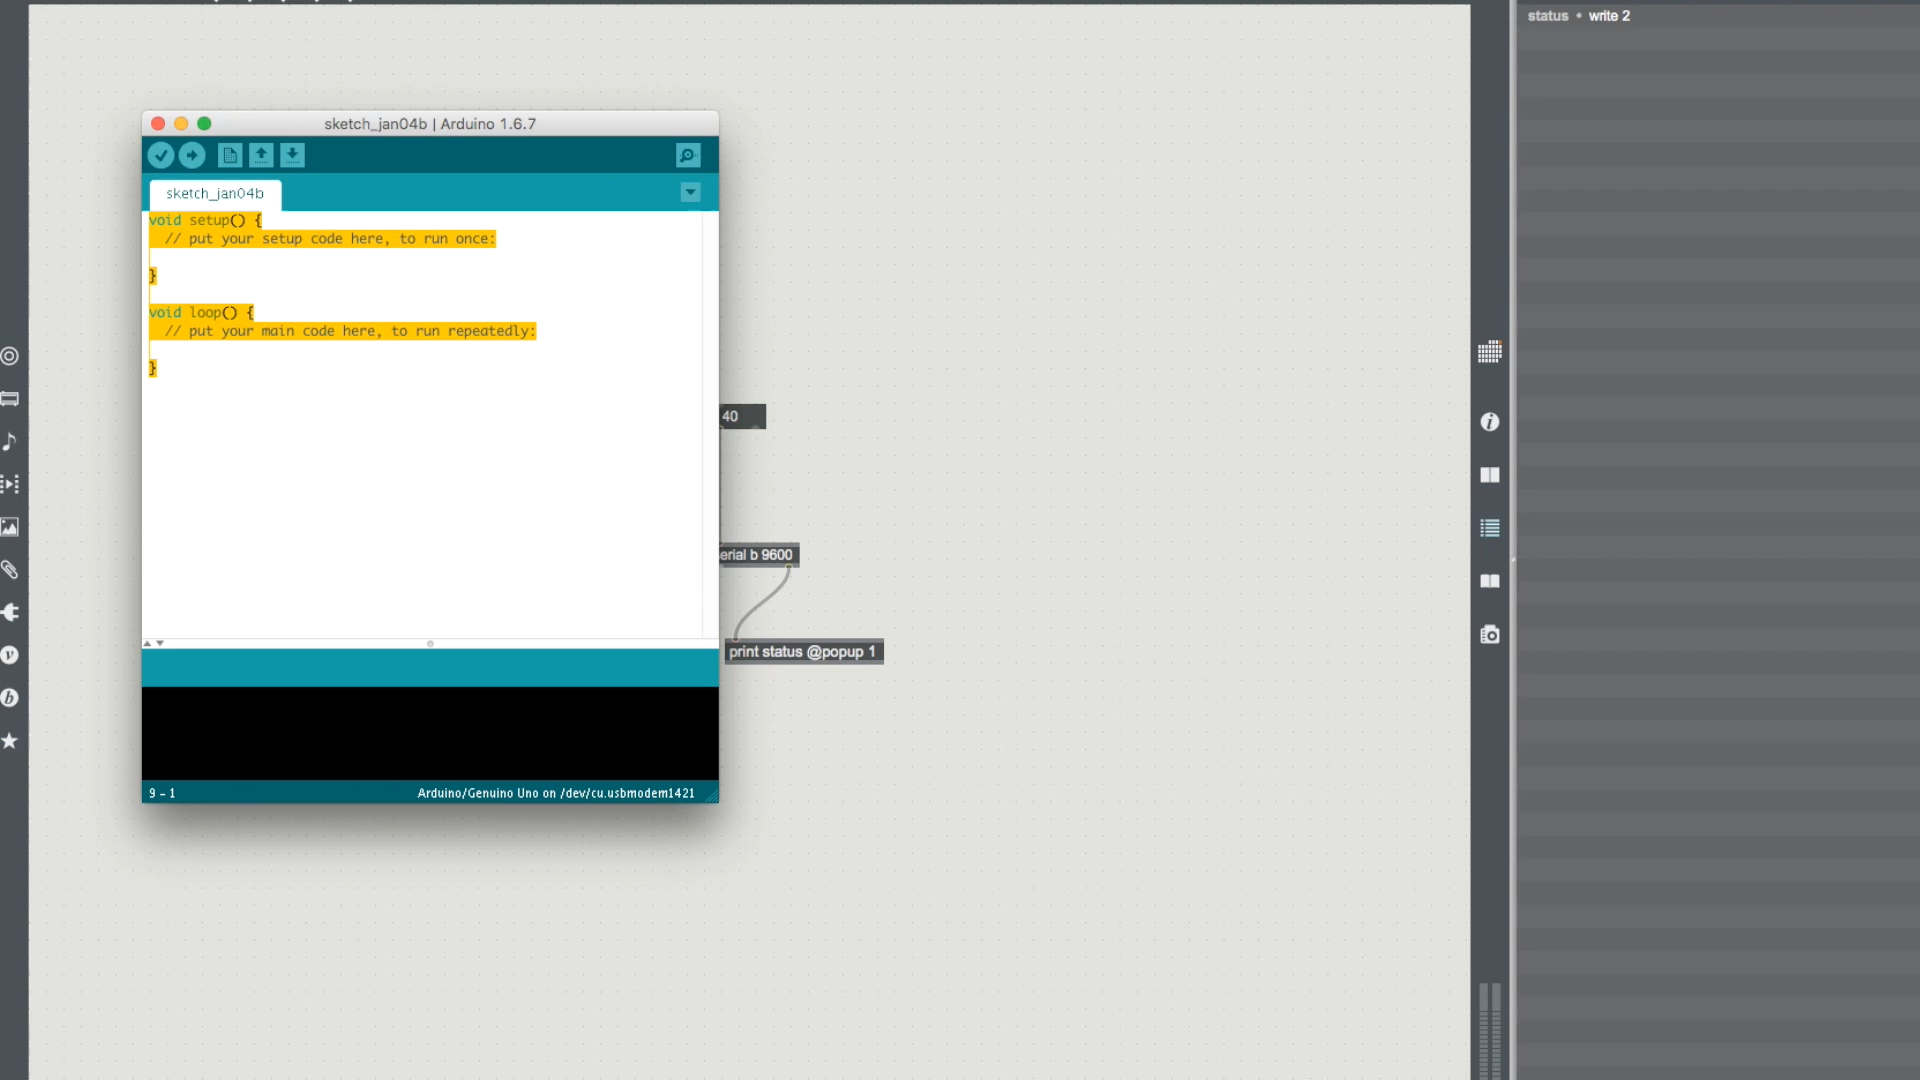 status • write 2
sketch_jan04b | Arduino 1.6.7
sketch_jan04b
void setup() {
// put your setup code here, to run once:
}
void loop() {
// put your main code here, to run repeatedly:
}
40
erial b 9600
print status @popup 1
9 - 1
Arduino/Genuino Uno on /dev/cu.usbmodem1421